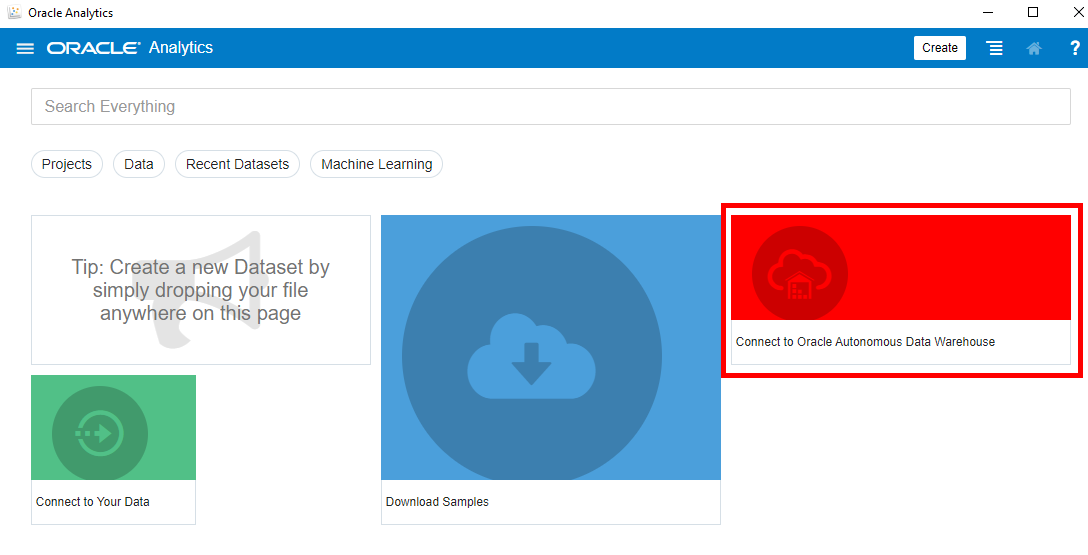 Oracle Analytics
ORACLE® Analytics
Create
?
Search Everything
Projects
Data
Recent Datasets
Machine Learning
Tip: Create a new Dataset by
simply dropping your file
anywhere on this page
Connect to Oracle Autonomous Data Warehouse
Connect to Your Data
Download Samples